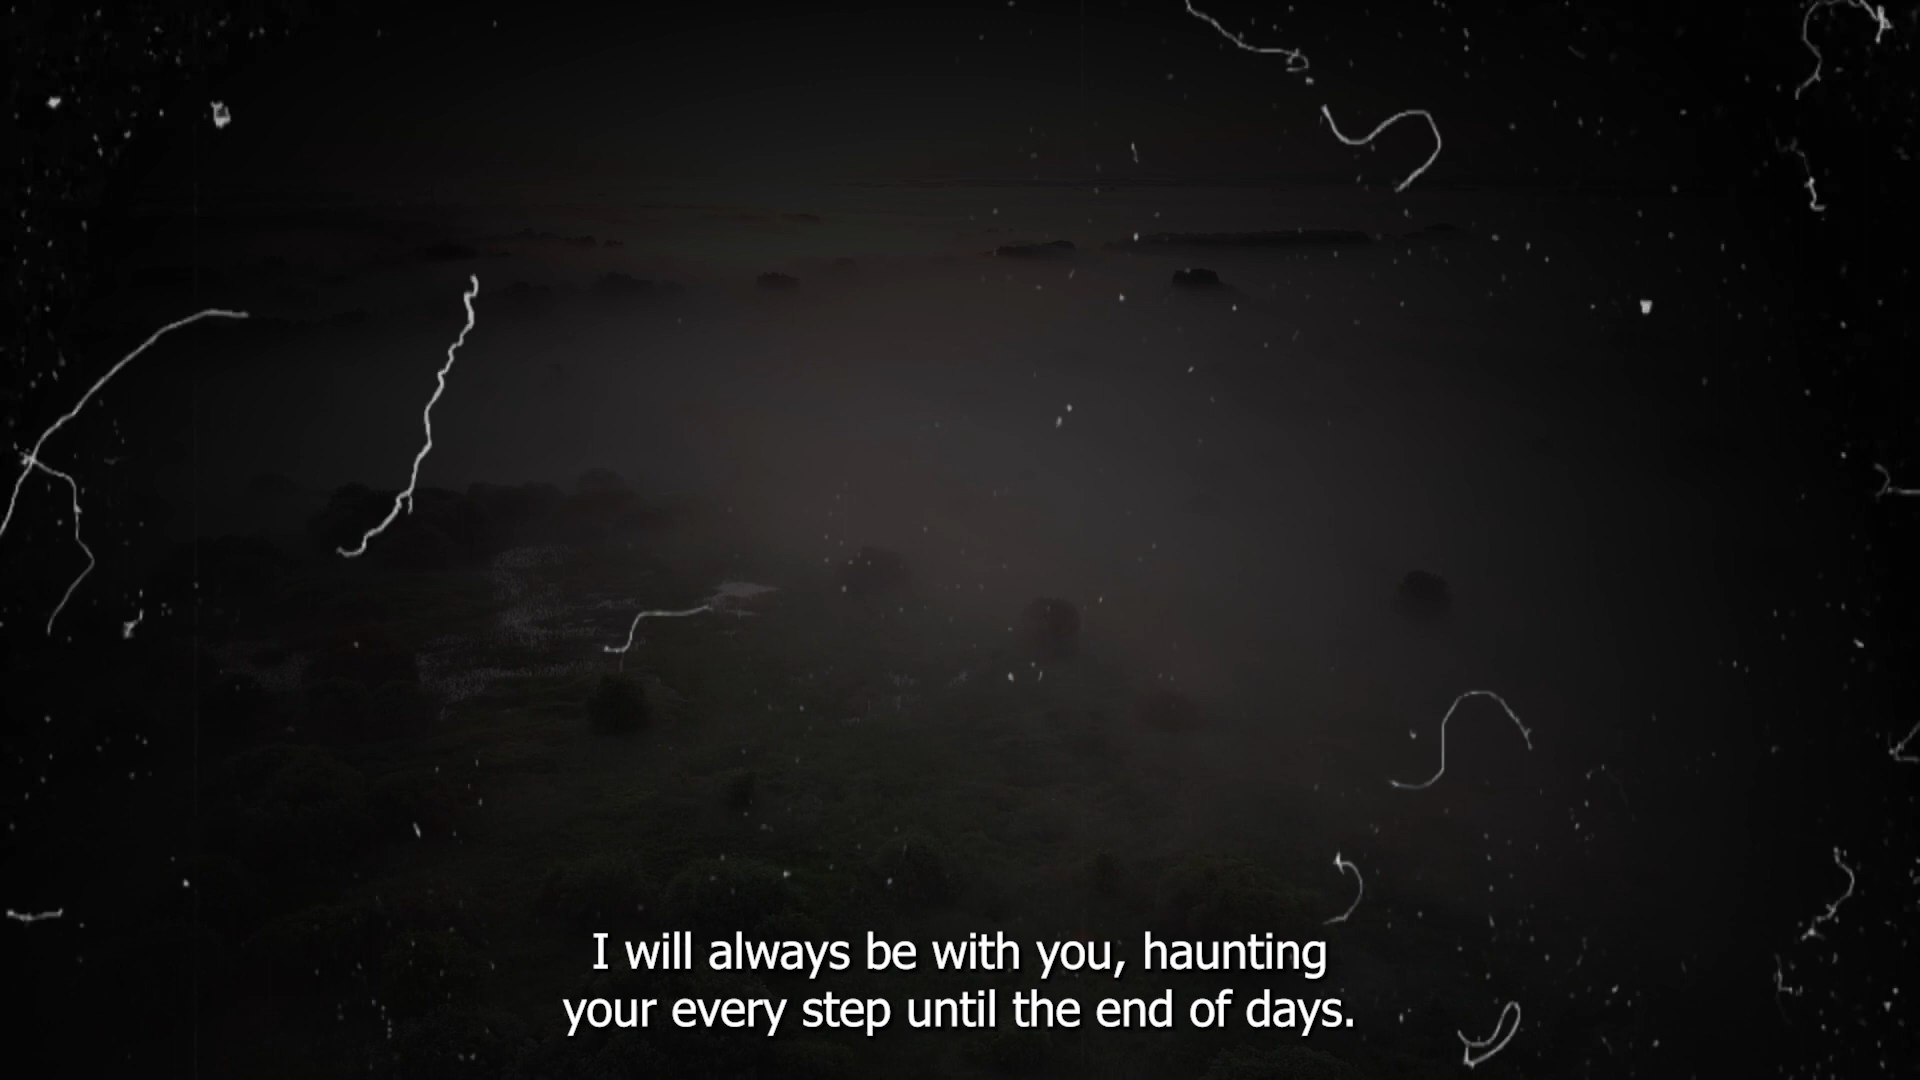 I will always be with you, haunting
your every step until the end of days.